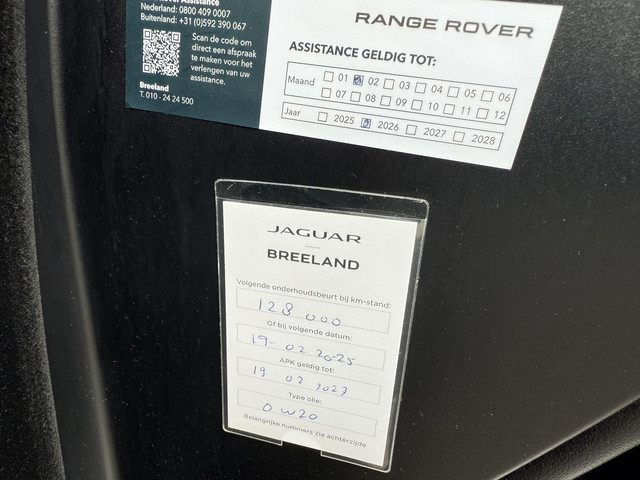 Rover Assistance
Nederland: 0800 409 0007
Buitenland: +31 (0)592 390 067
Scan de code om
direct een afspraak
te maken voor het
verlengen van uw
assistance.
Breeland
T. 010 - 24 24 500
RANGE ROVER
ASSISTANCE GELDIG TOT:
Maand 01 02 03 04 05 06
07 08 09 10 11 12
Jaar 2025 2026 2027 2028
JAGUAR
BREELAND
Volgende onderhoudsbeurt bij km-stand:
128 000
Of bij volgende datum:
19-02 2025
APK geldig tot:
19 02 2027
Type olie:
0 W20
Belangrijke nummers zie achterzijde